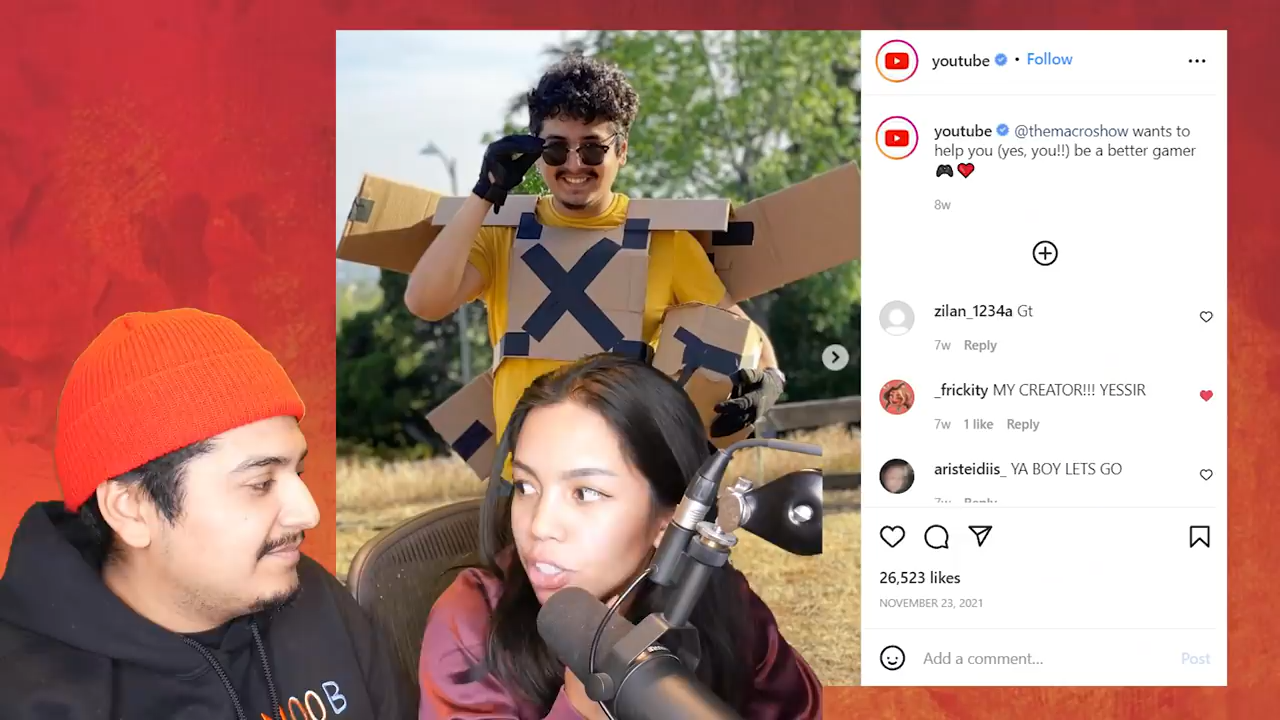 youtube • Follow
youtube @themacroshow wants to
help you (yes, you!!) be a better gamer
8w
zilan_1234a Gt
7w Reply
_frickity MY CREATOR!!! YESSIR
7w 1 like Reply
aristeidiis_ YA BOY LETS GO
7w Reply
26,523 likes
NOVEMBER 23, 2021
Add a comment... Post
NOOB